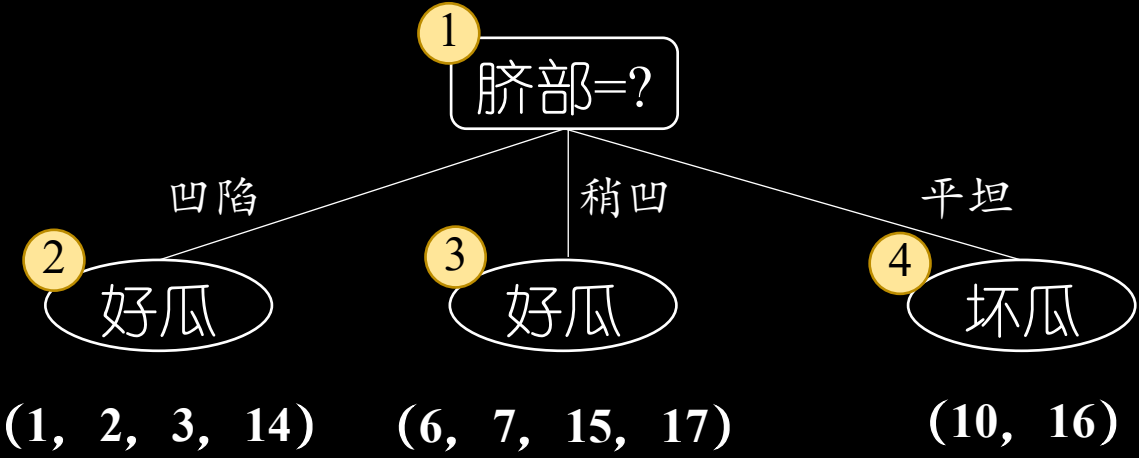 1
脐部=?
凹陷 稍凹 平坦
2 3 4
好瓜 好瓜 坏瓜
(1, 2, 3, 14) (6, 7, 15, 17) (10, 16)